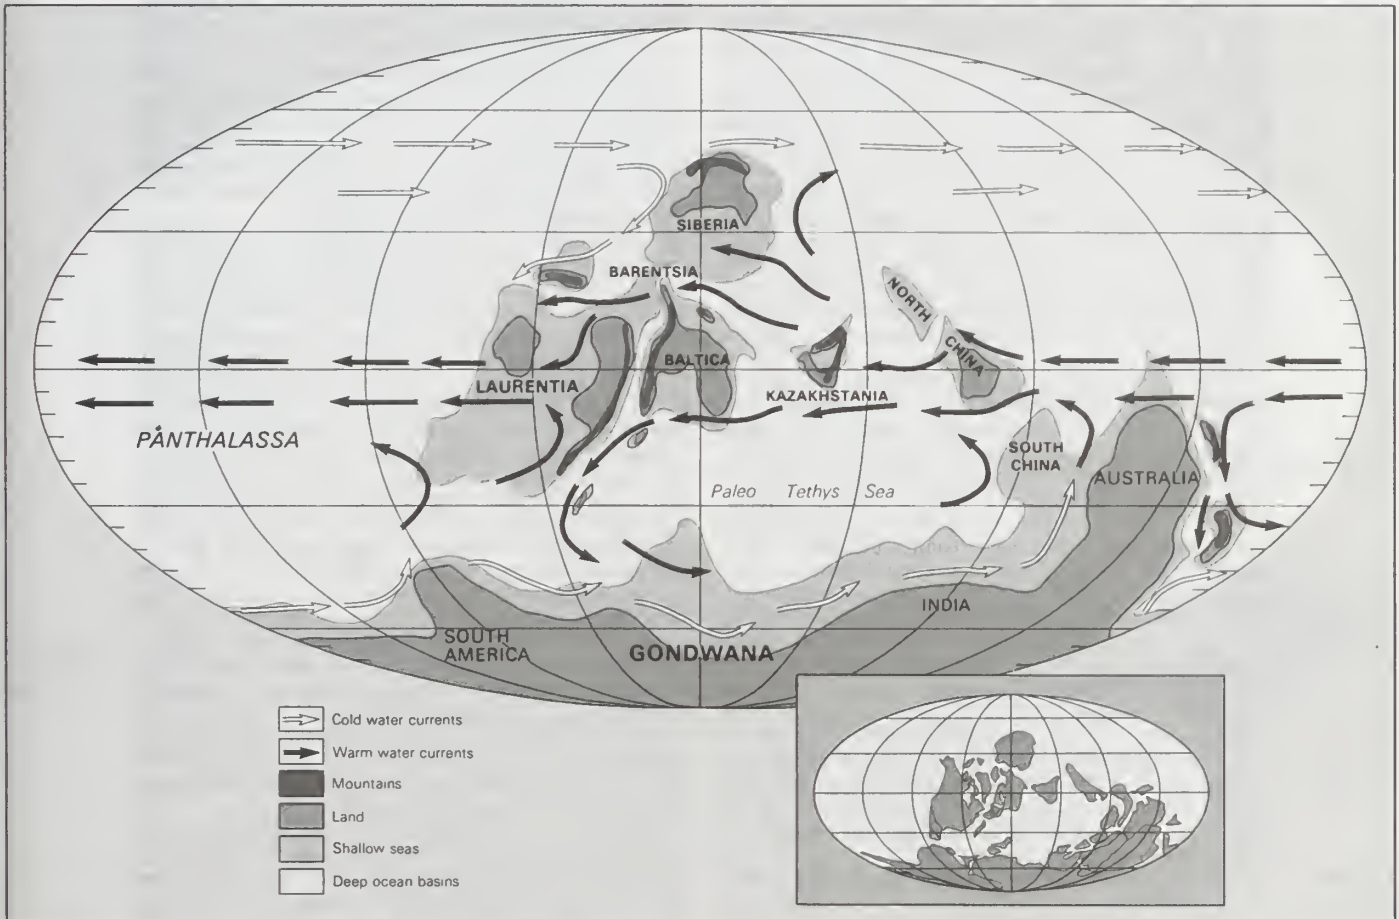 SIBERIA
BARENTSIA
NORTH
CHINA
BALTICA
LAURENTIA
KAZAKHSTANIA
PANTHALASSA
SOUTH
CHINA
AUSTRALIA
Paleo Tethys Sea
INDIA
SOUTH
AMERICA
GONDWANA
Cold water currents
Warm water currents
Mountains
Land
Shallow seas
Deep ocean basins